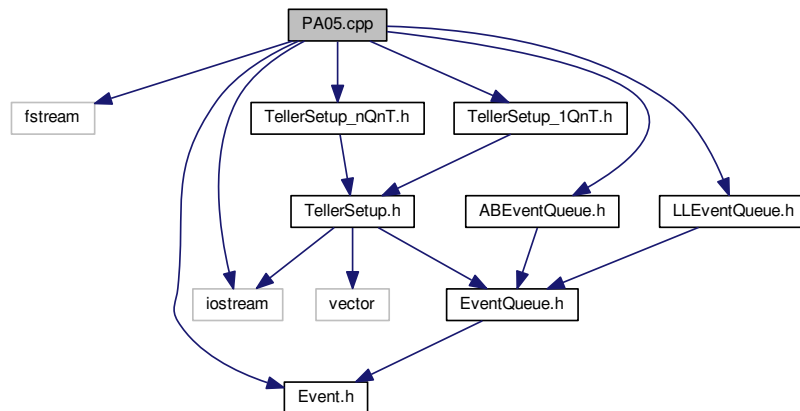 PA05.cpp
fstream
TellerSetup_nQnT.h
TellerSetup_1QnT.h
TellerSetup.h
ABEventQueue.h
LLEventQueue.h
iostream
vector
EventQueue.h
Event.h